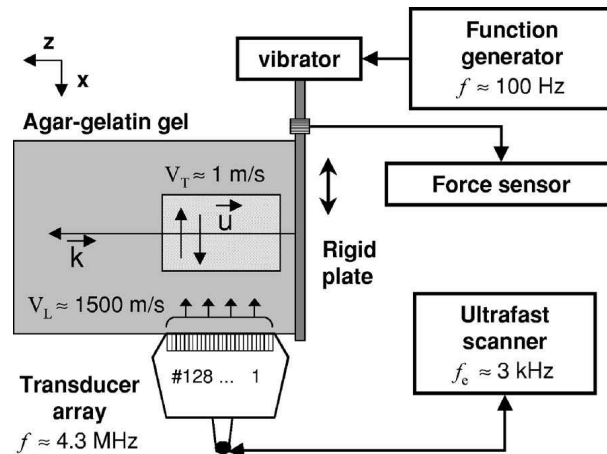 z
x
vibrator
Function
generator
f ≈ 100 Hz
Agar-gelatin gel
V_T ≈ 1 m/s
u
k
Force sensor
Rigid
plate
V_L ≈ 1500 m/s
#128 ... 1
Transducer
array
f ≈ 4.3 MHz
Ultrafast
scanner
f_e ≈ 3 kHz